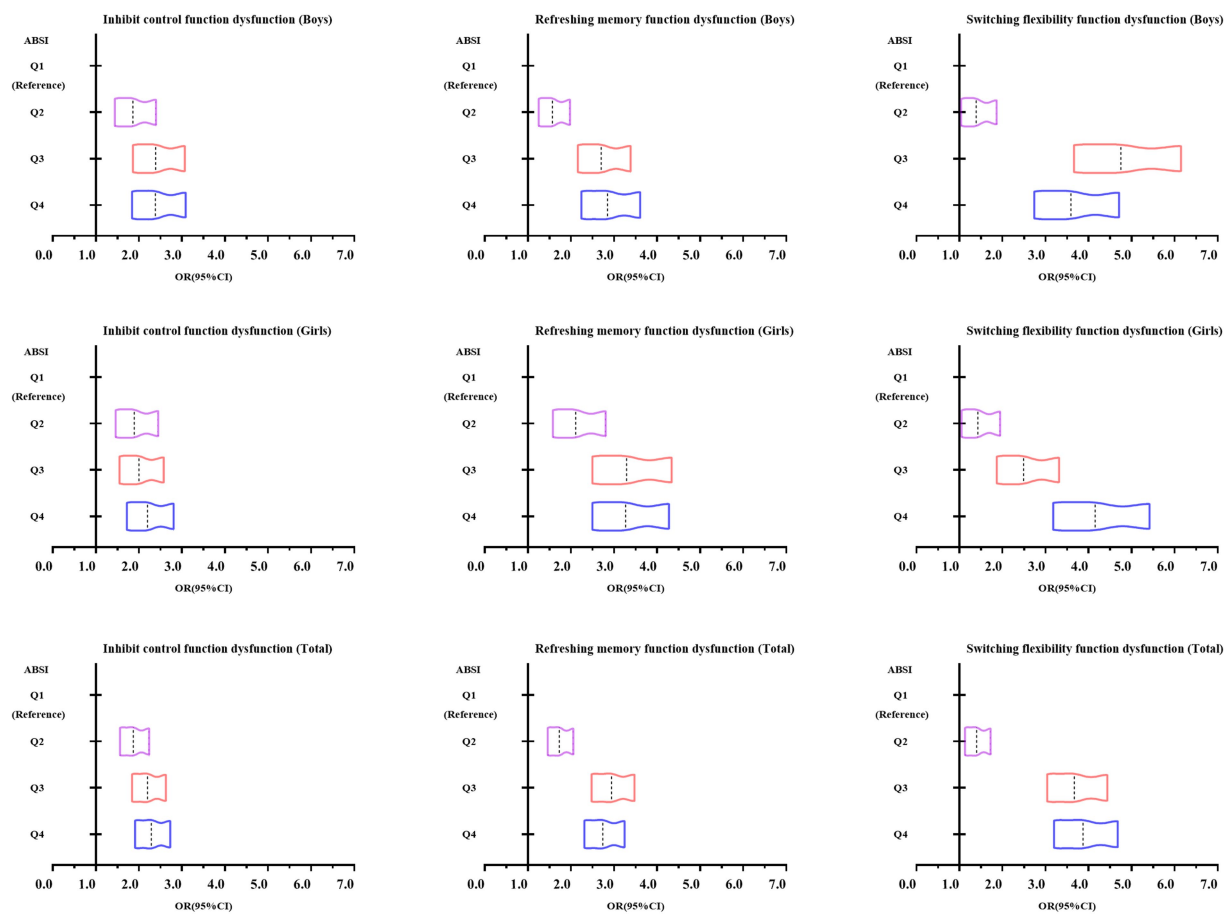 Inhibit control function dysfunction (Boys)
ABSI
Q1
(Reference)
Q2
Q3
Q4
0.0 1.0 2.0 3.0 4.0 5.0 6.0 7.0
OR(95%CI)
Refreshing memory function dysfunction (Boys)
ABSI
Q1
(Reference)
Q2
Q3
Q4
0.0 1.0 2.0 3.0 4.0 5.0 6.0 7.0
OR(95%CI)
Switching flexibility function dysfunction (Boys)
ABSI
Q1
(Reference)
Q2
Q3
Q4
0.0 1.0 2.0 3.0 4.0 5.0 6.0 7.0
OR(95%CI)
Inhibit control function dysfunction (Girls)
ABSI
Q1
(Reference)
Q2
Q3
Q4
0.0 1.0 2.0 3.0 4.0 5.0 6.0 7.0
OR(95%CI)
Refreshing memory function dysfunction (Girls)
ABSI
Q1
(Reference)
Q2
Q3
Q4
0.0 1.0 2.0 3.0 4.0 5.0 6.0 7.0
OR(95%CI)
Switching flexibility function dysfunction (Girls)
ABSI
Q1
(Reference)
Q2
Q3
Q4
0.0 1.0 2.0 3.0 4.0 5.0 6.0 7.0
OR(95%CI)
Inhibit control function dysfunction (Total)
ABSI
Q1
(Reference)
Q2
Q3
Q4
0.0 1.0 2.0 3.0 4.0 5.0 6.0 7.0
OR(95%CI)
Refreshing memory function dysfunction (Total)
ABSI
Q1
(Reference)
Q2
Q3
Q4
0.0 1.0 2.0 3.0 4.0 5.0 6.0 7.0
OR(95%CI)
Switching flexibility function dysfunction (Total)
ABSI
Q1
(Reference)
Q2
Q3
Q4
0.0 1.0 2.0 3.0 4.0 5.0 6.0 7.0
OR(95%CI)